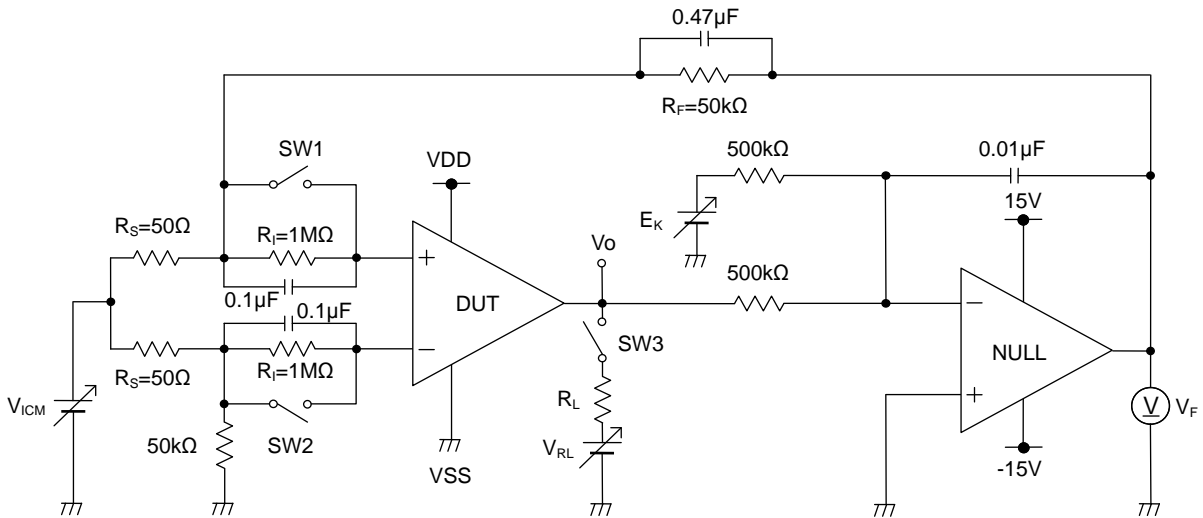 0.47µF
RF=50kΩ
SW1
VDD
500kΩ
0.01µF
15V
EK
RS=50Ω
RI=1MΩ
Vo
+
0.1µF
DUT
500kΩ
0.1µF
−
−
NULL
SW3
RS=50Ω
RI=1MΩ
RL
+
V
VF
VICM
50kΩ
SW2
VRL
VSS
-15V